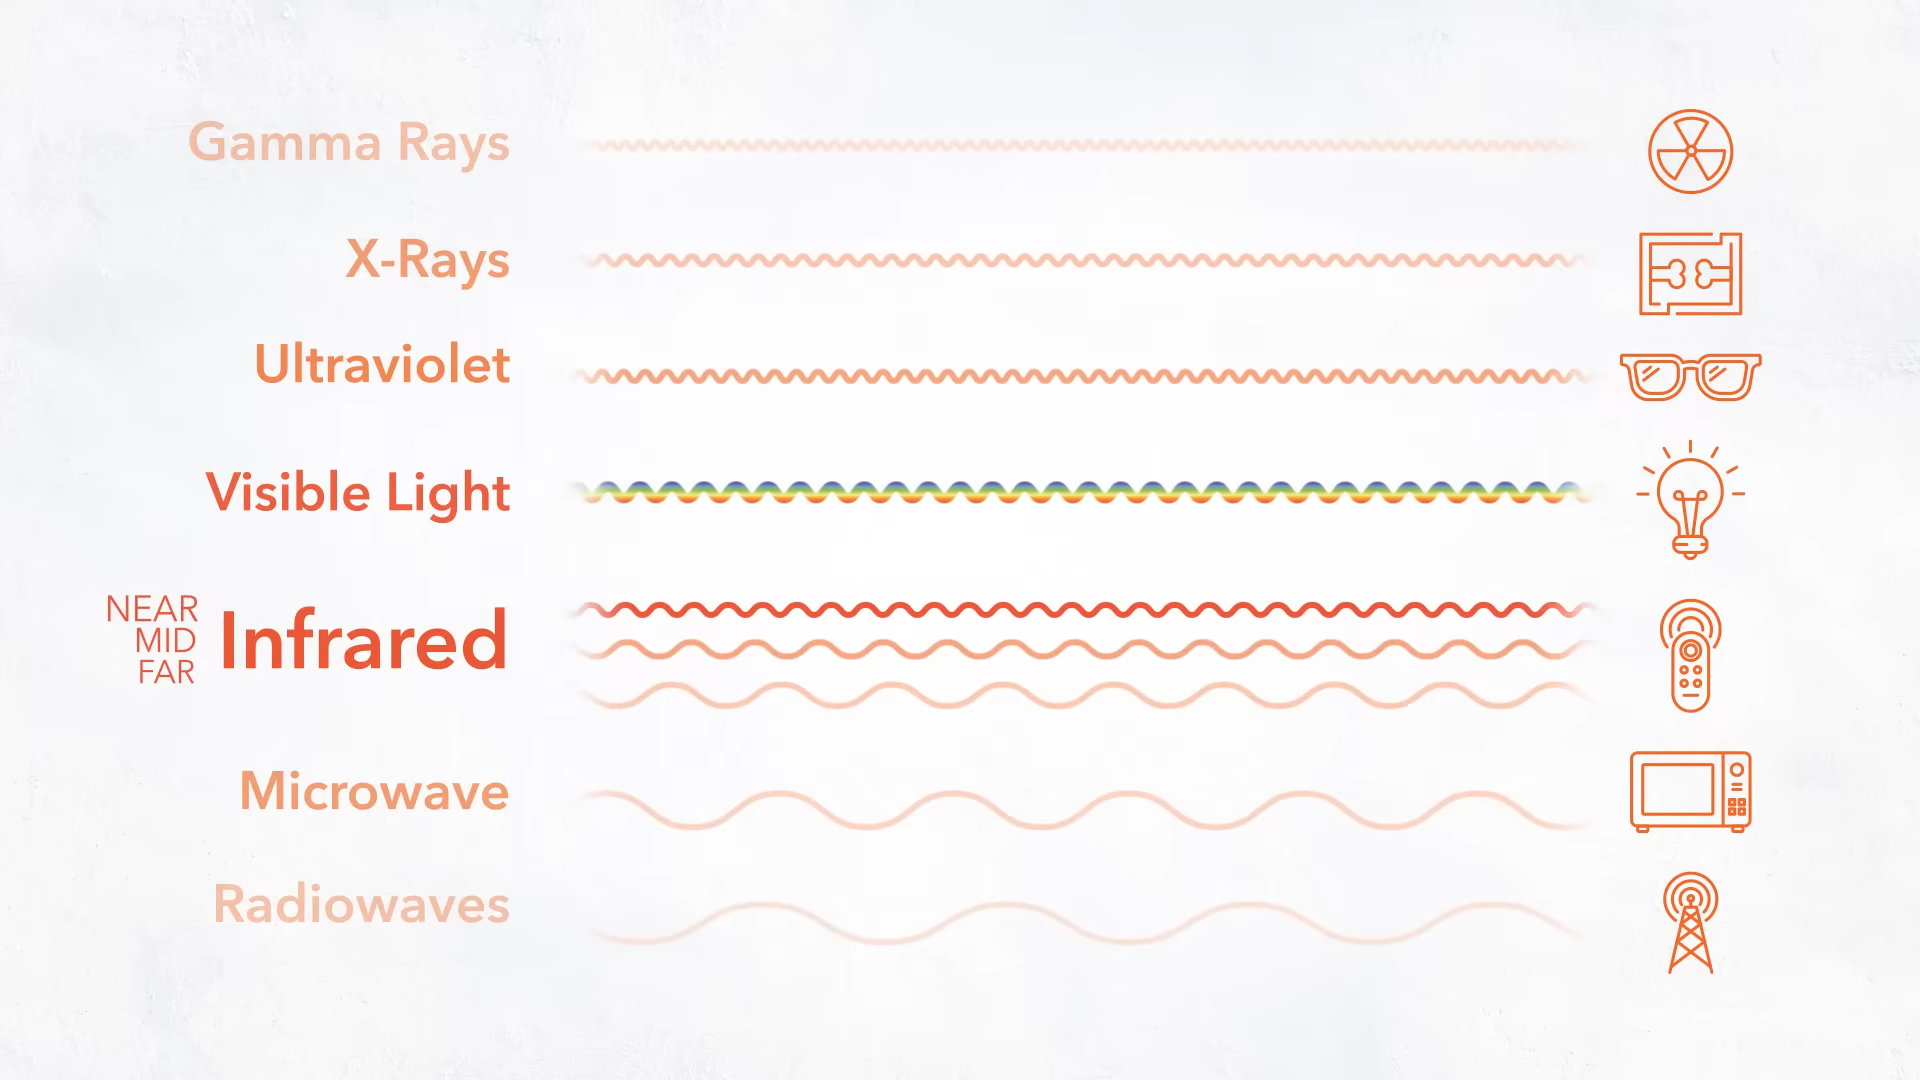 Gamma Rays
X-Rays
Ultraviolet
Visible Light
NEAR
MID
FAR
Infrared
Microwave
Radiowaves